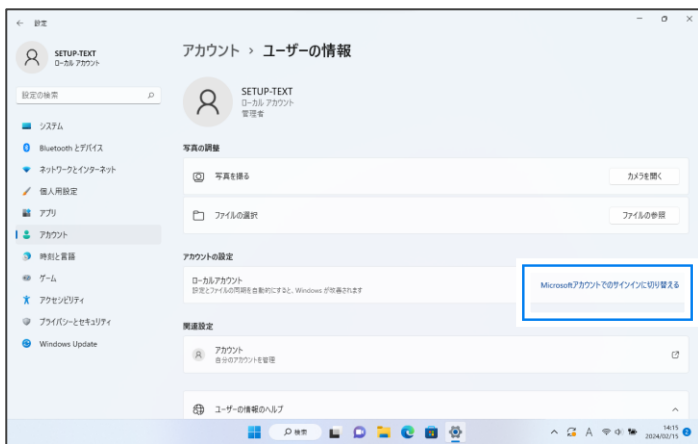 設定
SETUP-TEXT
ローカル アカウント
設定の検索
システム
Bluetooth とデバイス
ネットワークとインターネット
個人用設定
アプリ
アカウント
時刻と言語
ゲーム
アクセシビリティ
プライバシーとセキュリティ
Windows Update
アカウント › ユーザーの情報
SETUP-TEXT
ローカル アカウント
管理者
写真の調整
写真を撮る
カメラを開く
ファイルの選択
ファイルの参照
アカウントの設定
ローカルアカウント
設定とファイルの同期を自動的にすると、Windows が改善されます
Microsoftアカウントでのサインインに切り替える
関連設定
アカウント
自分のアカウントを管理
ユーザーの情報のヘルプ
検索
A
14:15
2024/02/15
2